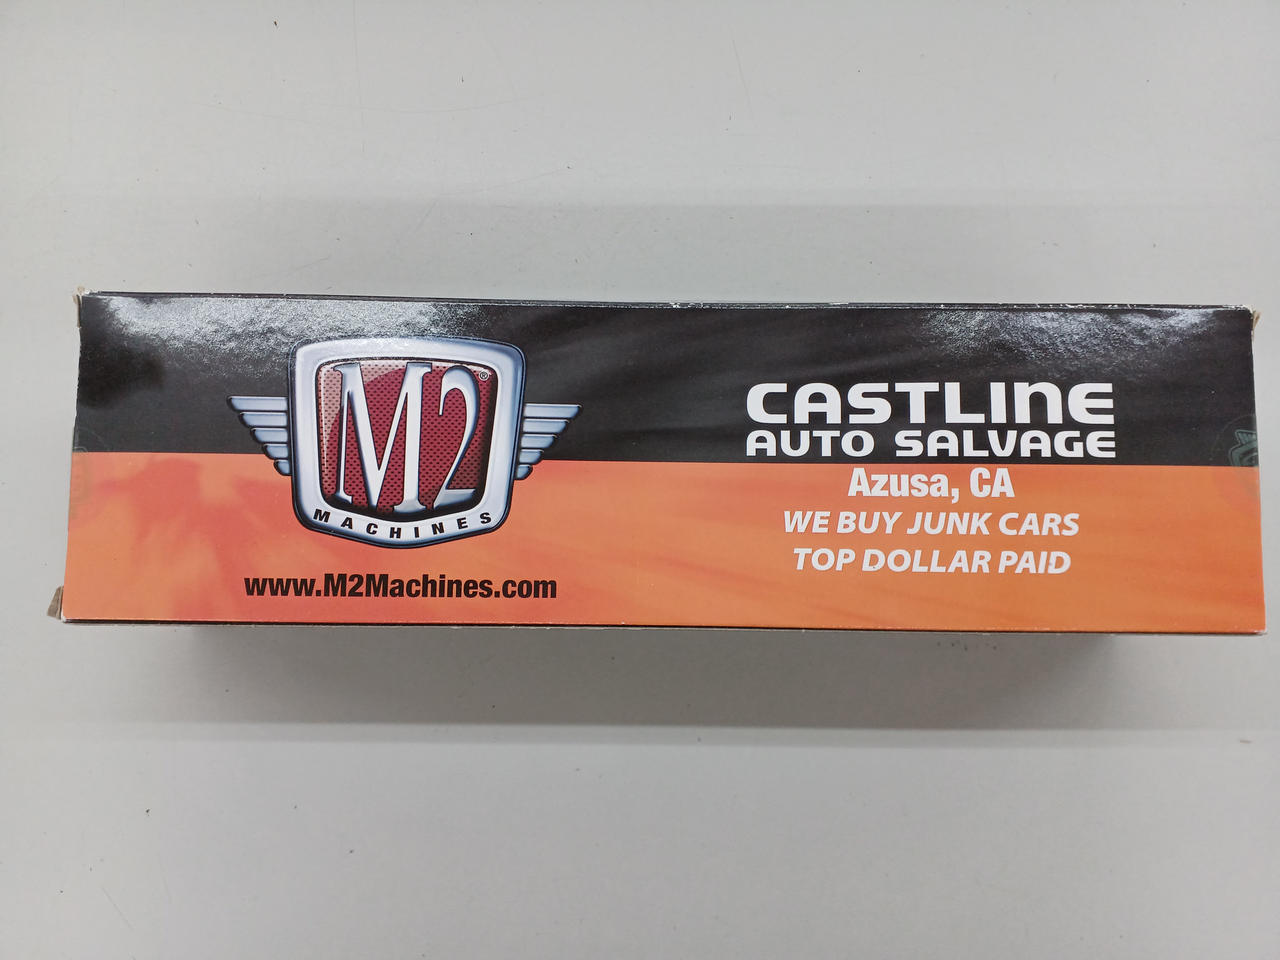 M2®
MACHINES
www.M2Machines.com
CASTLINE
AUTO SALVAGE
Azusa, CA
WE BUY JUNK CARS
TOP DOLLAR PAID